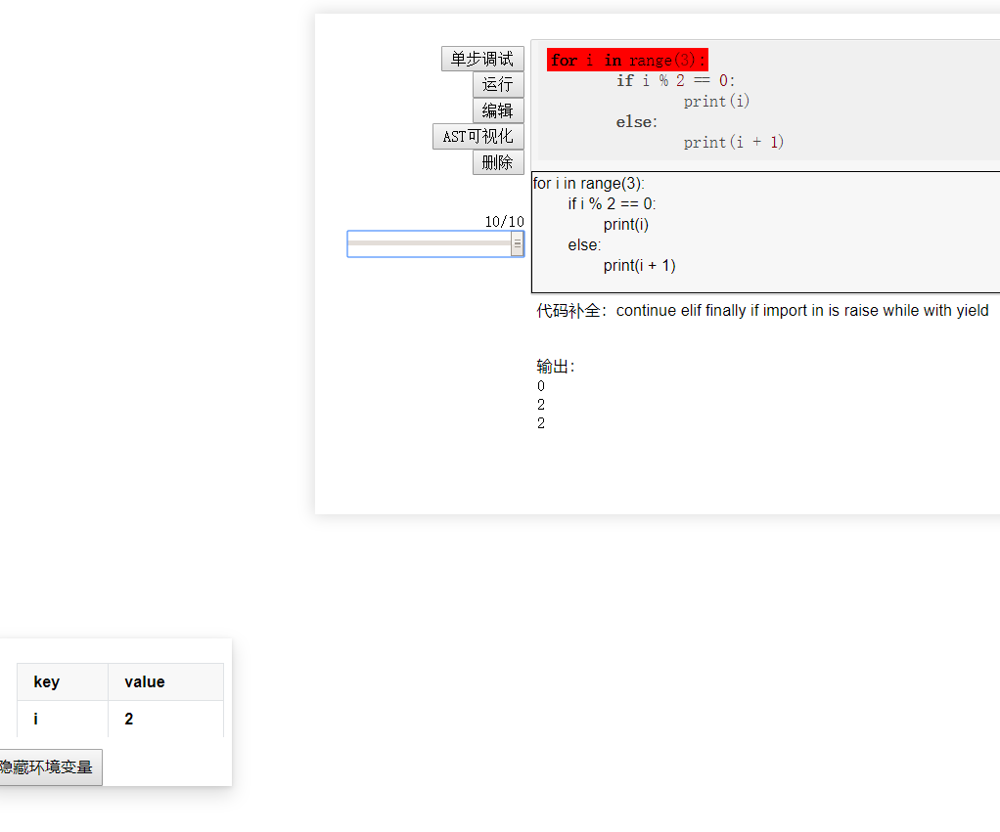 单步调试
运行
编辑
AST可视化
删除
10/10
for i in range(3):
if i % 2 == 0:
print(i)
else:
print(i + 1)
for i in range(3):
if i % 2 == 0:
print(i)
else:
print(i + 1)
代码补全：continue elif finally if import in is raise while with yield
输出：
0
2
2
key value
i 2
隐藏环境变量